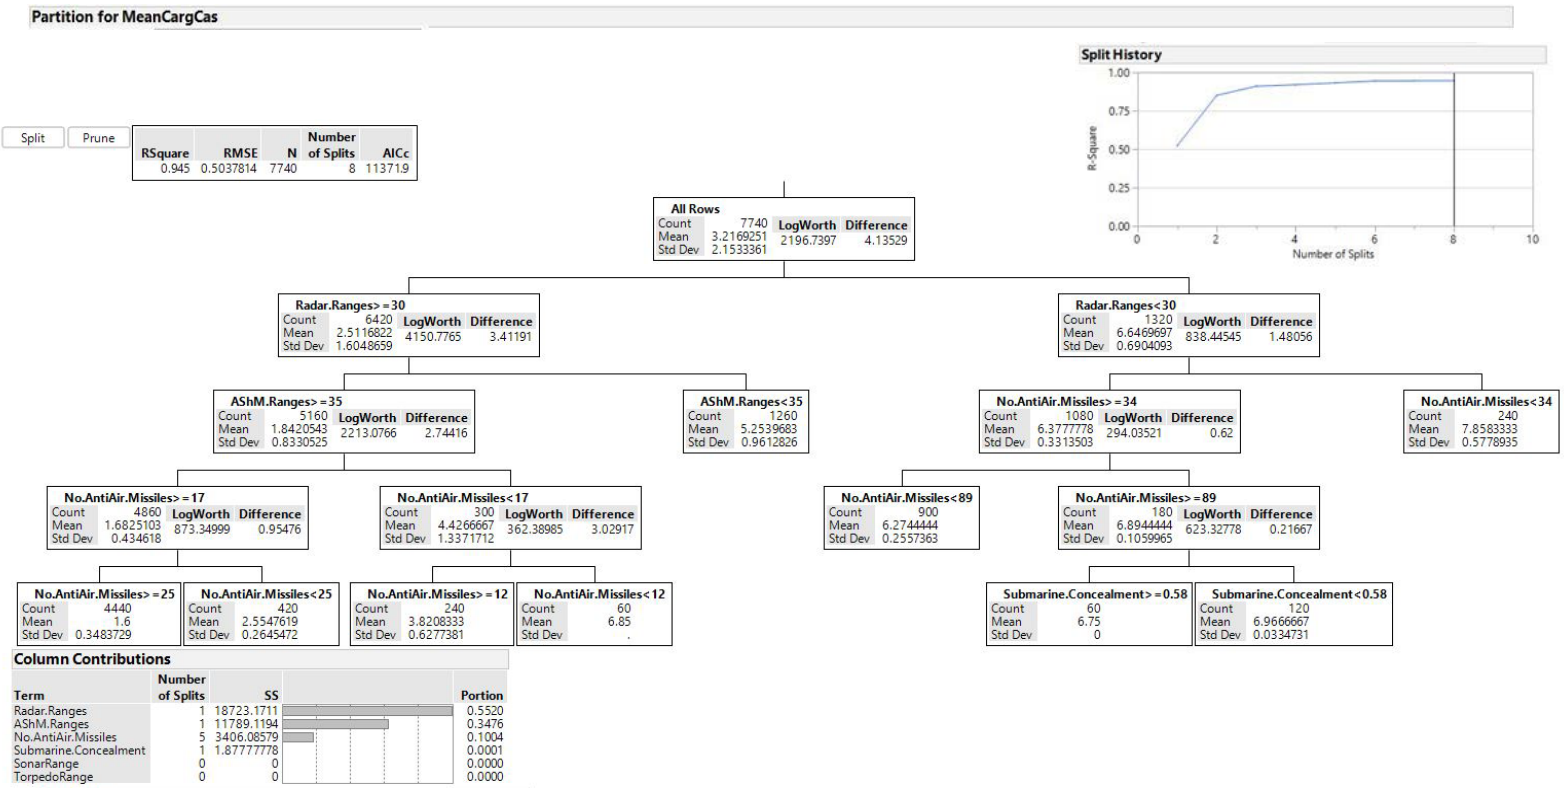 Partition for MeanCargCas
Split History
1.00
0.75
0.50
0.25
0.00
R-Square
0 2 4 6 8 10
Number of Splits
Split Prune
RSquare RMSE N Number of Splits AICc
0.945 0.5037814 7740 8 11371.9
All Rows
Count 7740 LogWorth Difference
Mean 3.2169251 2196.7397 4.13529
Std Dev 2.1533361
Radar.Ranges>=30
Count 6420 LogWorth Difference
Mean 2.5116822 4150.7765 3.41191
Std Dev 1.6048659
Radar.Ranges<30
Count 1320 LogWorth Difference
Mean 6.6469697 838.44545 1.48056
Std Dev 0.6904093
AShM.Ranges>=35
Count 5160 LogWorth Difference
Mean 1.8420543 2213.0766 2.74416
Std Dev 0.8330525
AShM.Ranges<35
Count 1260
Mean 5.2539683
Std Dev 0.9612826
No.AntiAir.Missiles>=34
Count 1080 LogWorth Difference
Mean 6.3777778 294.03521 0.62
Std Dev 0.3313503
No.AntiAir.Missiles<34
Count 240
Mean 7.8583333
Std Dev 0.5778935
No.AntiAir.Missiles>=17
Count 4860 LogWorth Difference
Mean 1.6825103 873.34999 0.95476
Std Dev 0.434618
No.AntiAir.Missiles<17
Count 300 LogWorth Difference
Mean 4.4266667 362.38985 3.02917
Std Dev 1.3371712
No.AntiAir.Missiles<89
Count 900
Mean 6.2744444
Std Dev 0.2557363
No.AntiAir.Missiles>=89
Count 180 LogWorth Difference
Mean 6.8944444 623.32778 0.21667
Std Dev 0.1059965
No.AntiAir.Missiles>=25
Count 4440
Mean 1.6
Std Dev 0.3483729
No.AntiAir.Missiles<25
Count 420
Mean 2.5547619
Std Dev 0.2645472
No.AntiAir.Missiles>=12
Count 240
Mean 3.8208333
Std Dev 0.6277381
No.AntiAir.Missiles<12
Count 60
Mean 6.85
Std Dev .
Submarine.Concealment>=0.58
Count 60
Mean 6.75
Std Dev 0
Submarine.Concealment<0.58
Count 120
Mean 6.9666667
Std Dev 0.0334731
Column Contributions
Term Number of Splits SS Portion
Radar.Ranges 1 18723.1711 0.5520
AShM.Ranges 1 11789.1194 0.3476
No.AntiAir.Missiles 5 3406.08579 0.1004
Submarine.Concealment 1 1.87777778 0.0001
SonarRange 0 0 0.0000
TorpedoRange 0 0 0.0000